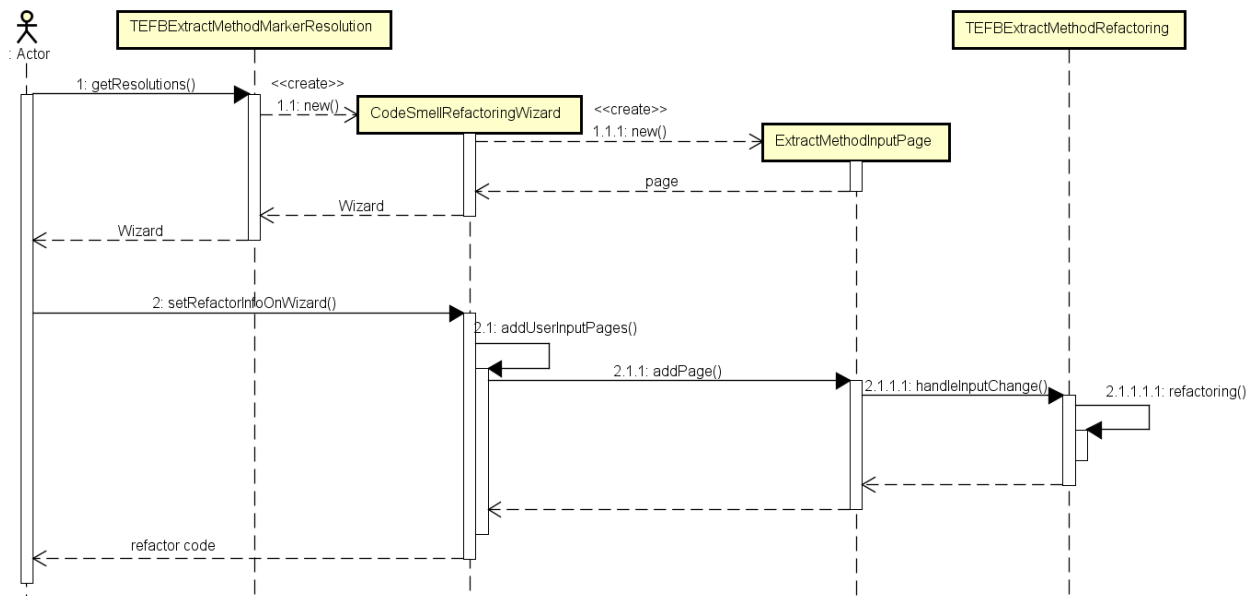 TEFBExtractMethodMarkerResolution
TEFBExtractMethodRefactoring
: Actor
1: getResolutions()
<<create>>
1.1: new()
CodeSmellRefactoringWizard
<<create>>
1.1.1: new()
ExtractMethodInputPage
page
Wizard
Wizard
2: setRefactorInfoOnWizard()
2.1: addUserInputPages()
2.1.1: addPage()
2.1.1.1: handleInputChange()
2.1.1.1.1: refactoring()
refactor code